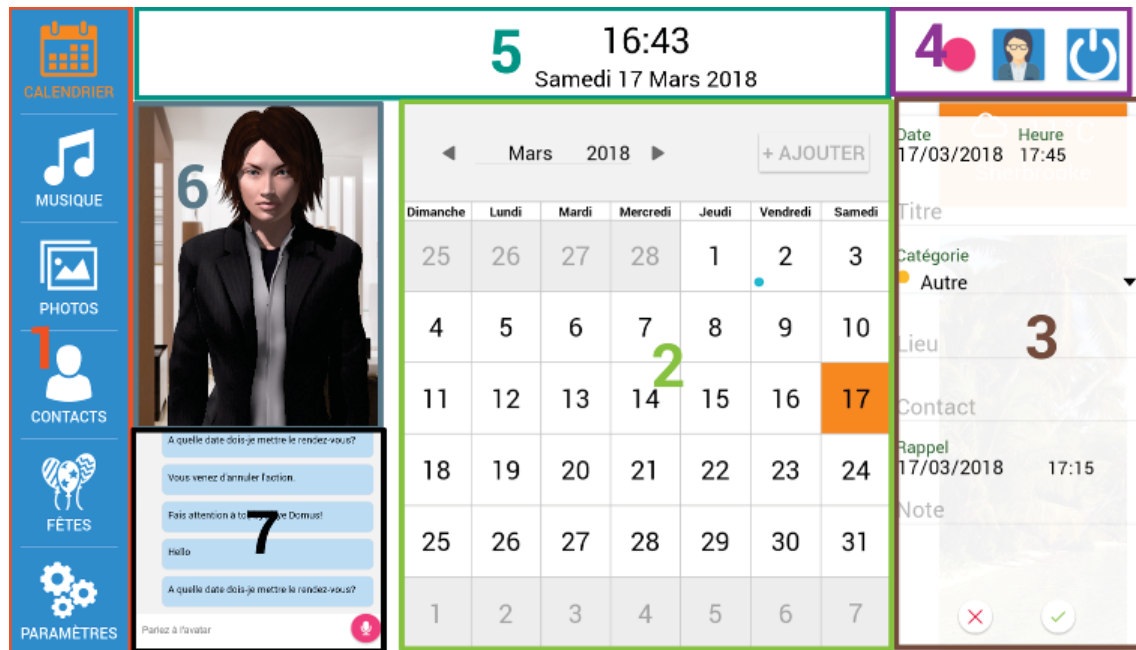 CALENDRIER
MUSIQUE
PHOTOS
1
CONTACTS
FÊTES
PARAMÈTRES
5
16:43
Samedi 17 Mars 2018
4
6
7
A quelle date dois-je mettre le rendez-vous?
Vous venez d'annuler l'action.
Fais attention à Domus!
Hello
A quelle date dois-je mettre le rendez-vous?
Parlez à l'avatar
2
Mars 2018
+ AJOUTER
Dimanche Lundi Mardi Mercredi Jeudi Vendredi Samedi
25 26 27 28 1 2 3
4 5 6 7 8 9 10
11 12 13 14 15 16 17
18 19 20 21 22 23 24
25 26 27 28 29 30 31
1 2 3 4 5 6 7
3
Date Heure
17/03/2018 17:45
Sherbrooke
Titre
Catégorie
Autre
Lieu
Contact
Rappel
17/03/2018 17:15
Note